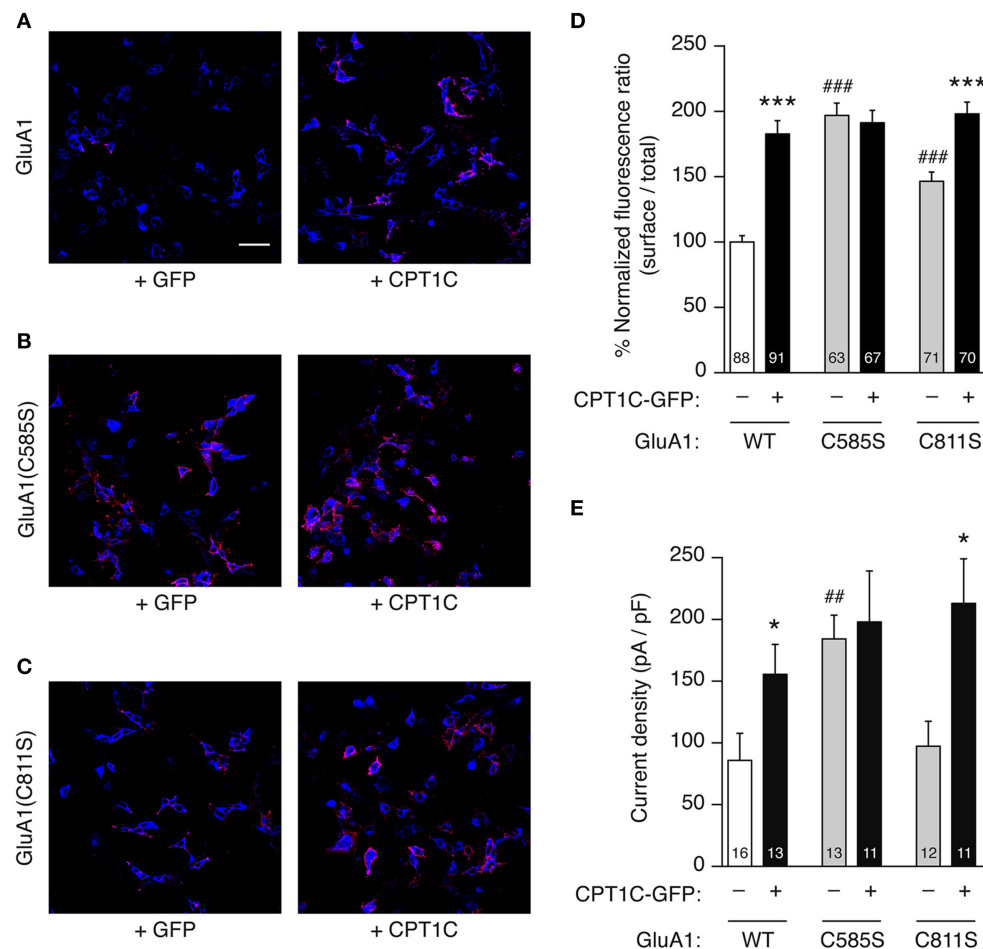 A
GluA1
+ GFP
+ CPT1C
B
GluA1(C585S)
+ GFP
+ CPT1C
C
GluA1(C811S)
+ GFP
+ CPT1C
D
% Normalized fluorescence ratio
(surface / total)
250
200
150
100
50
0
***
###
###
***
88
91
63
67
71
70
CPT1C-GFP: − + − + − +
GluA1: WT C585S C811S
E
Current density (pA / pF)
250
200
150
100
50
0
*
##
*
16
13
13
11
12
11
CPT1C-GFP: − + − + − +
GluA1: WT C585S C811S